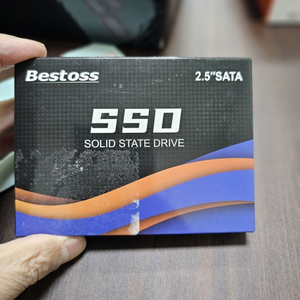 Bestoss
2.5"SATA
SSD
SOLID STATE DRIVE